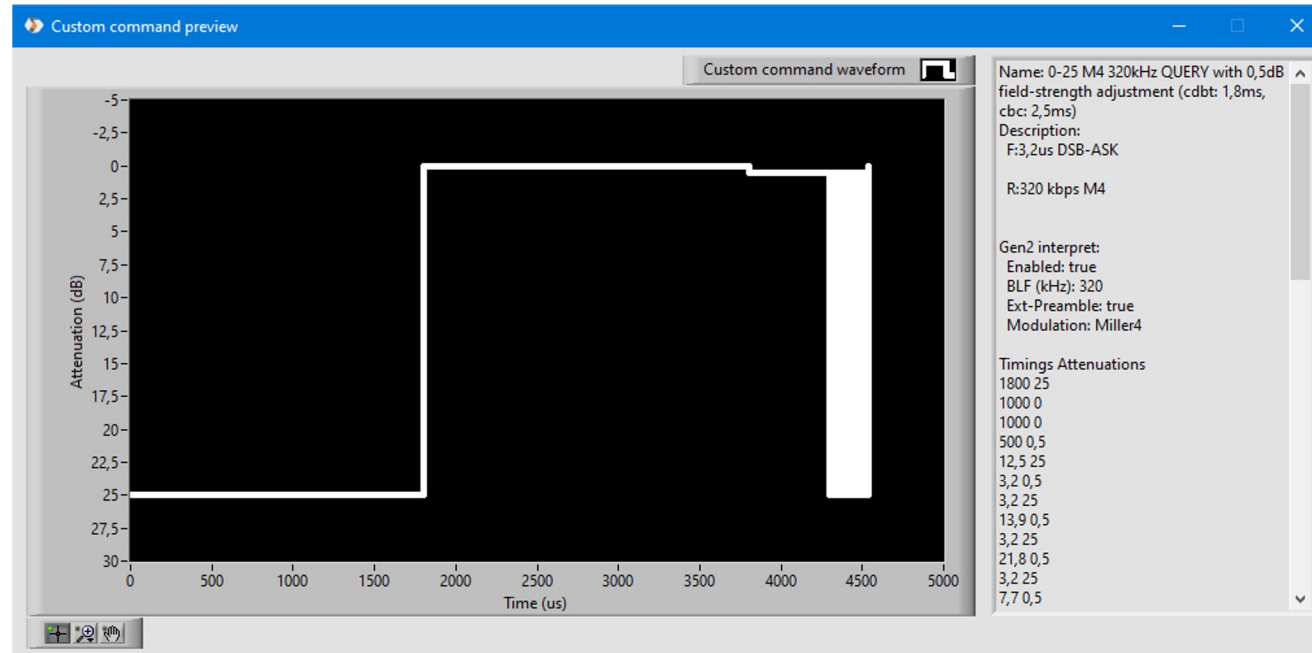 Custom command preview
Custom command waveform
-5
-2,5
0
2,5
5
7,5
10
12,5
15
17,5
20
22,5
25
27,5
30
Attenuation (dB)
0 500 1000 1500 2000 2500 3000 3500 4000 4500 5000
Time (us)
Name: 0-25 M4 320kHz QUERY with 0,5dB
field-strength adjustment (cdbt: 1,8ms,
cbc: 2,5ms)
Description:
F:3,2us DSB-ASK
R:320 kbps M4
Gen2 interpret:
Enabled: true
BLF (kHz): 320
Ext-Preamble: true
Modulation: Miller4
Timings Attenuations
1800 25
1000 0
1000 0
500 0,5
12,5 25
3,2 0,5
3,2 25
13,9 0,5
3,2 25
21,8 0,5
3,2 25
7,7 0,5